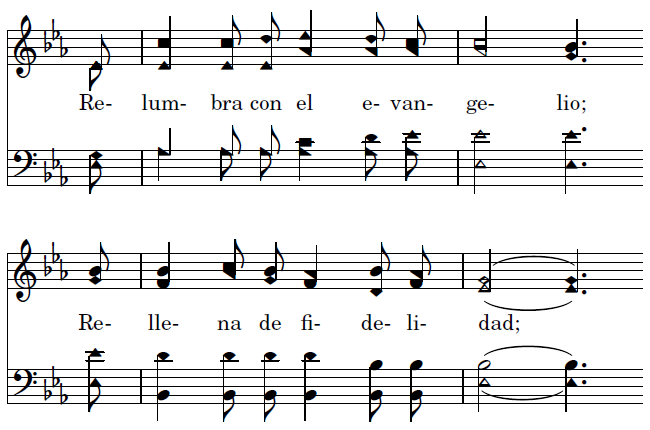 Re- lum- bra con el e- van- ge- lio;
Re- lle- na de fi- de- li- dad;